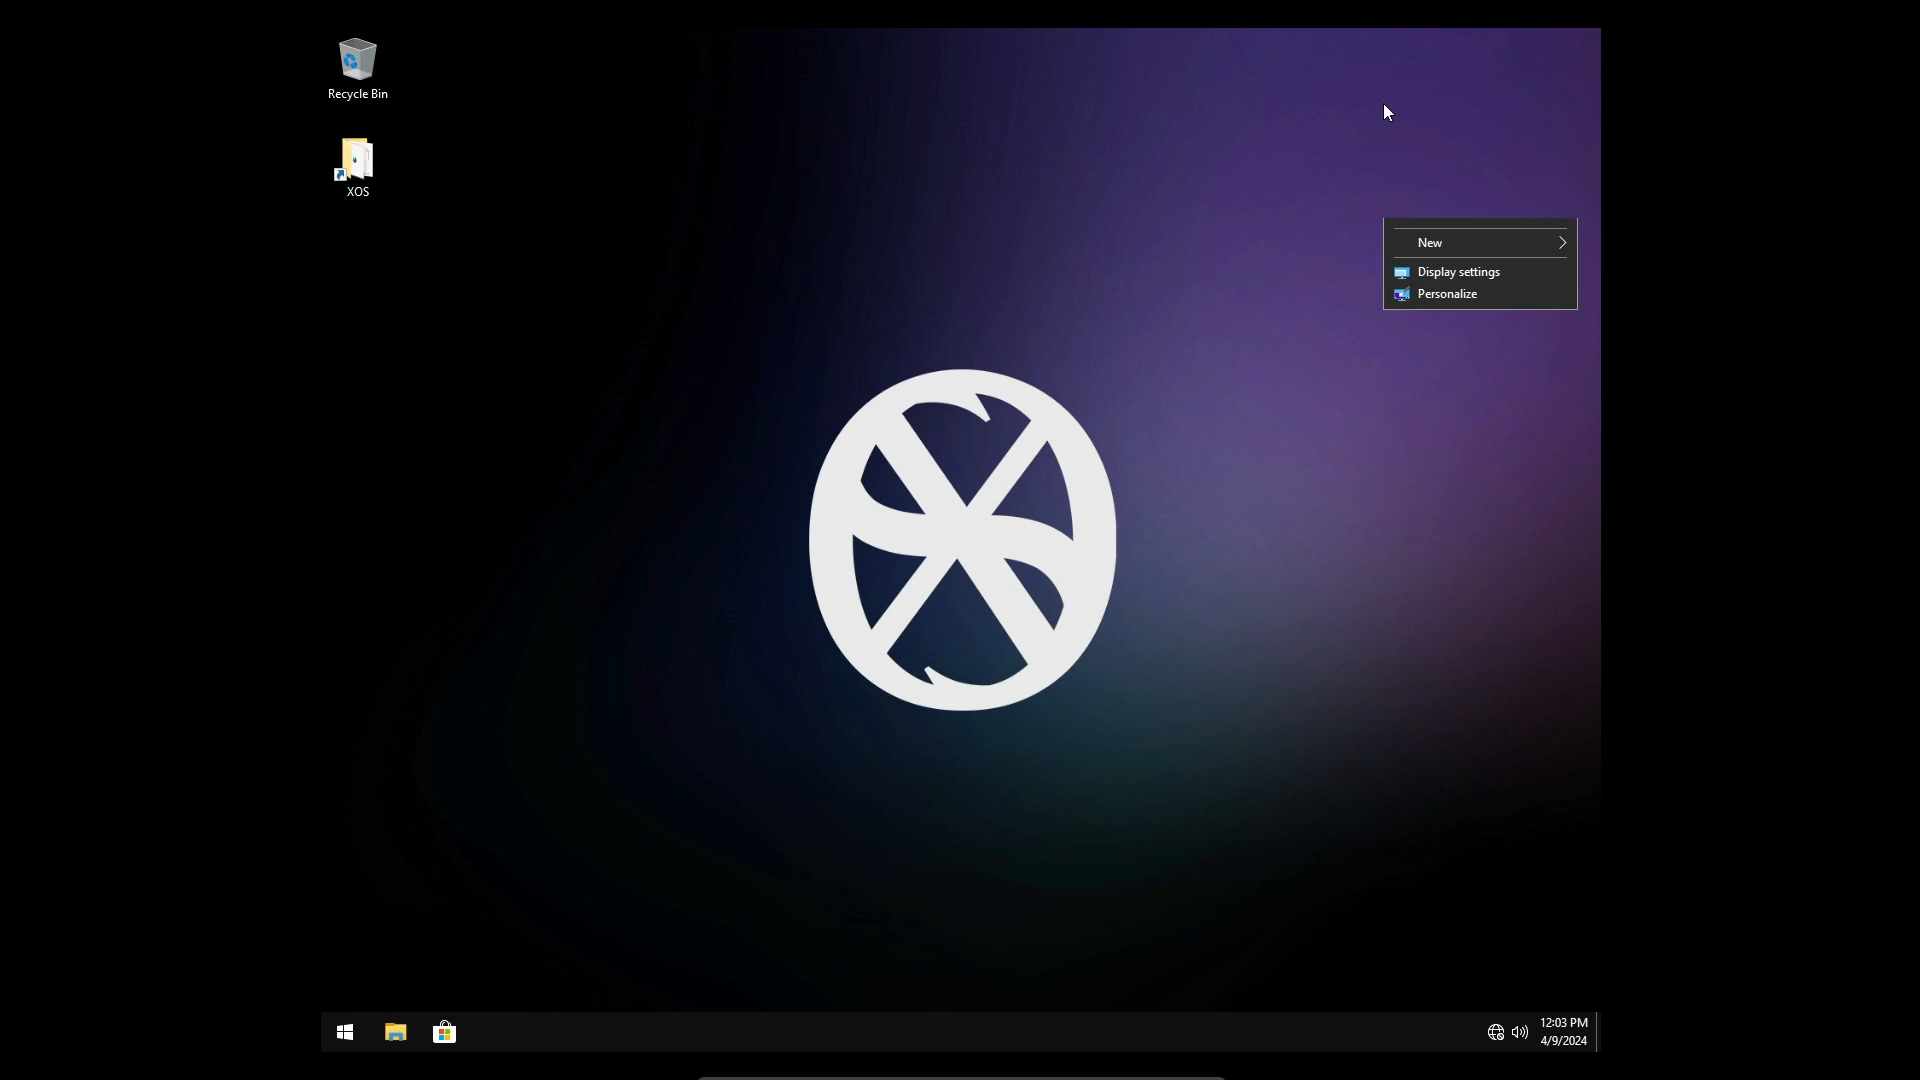 Recycle Bin
XOS
New
Display settings
Personalize
12:03 PM
4/9/2024